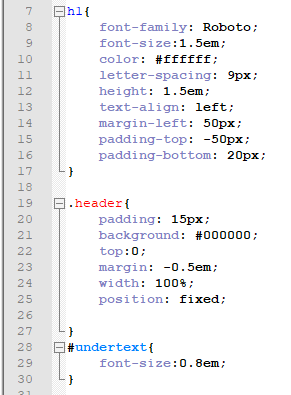 7 h1{
8 font-family: Roboto;
9 font-size:1.5em;
10 color: #ffffff;
11 letter-spacing: 9px;
12 height: 1.5em;
13 text-align: left;
14 margin-left: 50px;
15 padding-top: -50px;
16 padding-bottom: 20px;
17 }
18
19 .header{
20 padding: 15px;
21 background: #000000;
22 top:0;
23 margin: -0.5em;
24 width: 100%;
25 position: fixed;
26
27 }
28 #undertext{
29 font-size:0.8em;
30 }
31